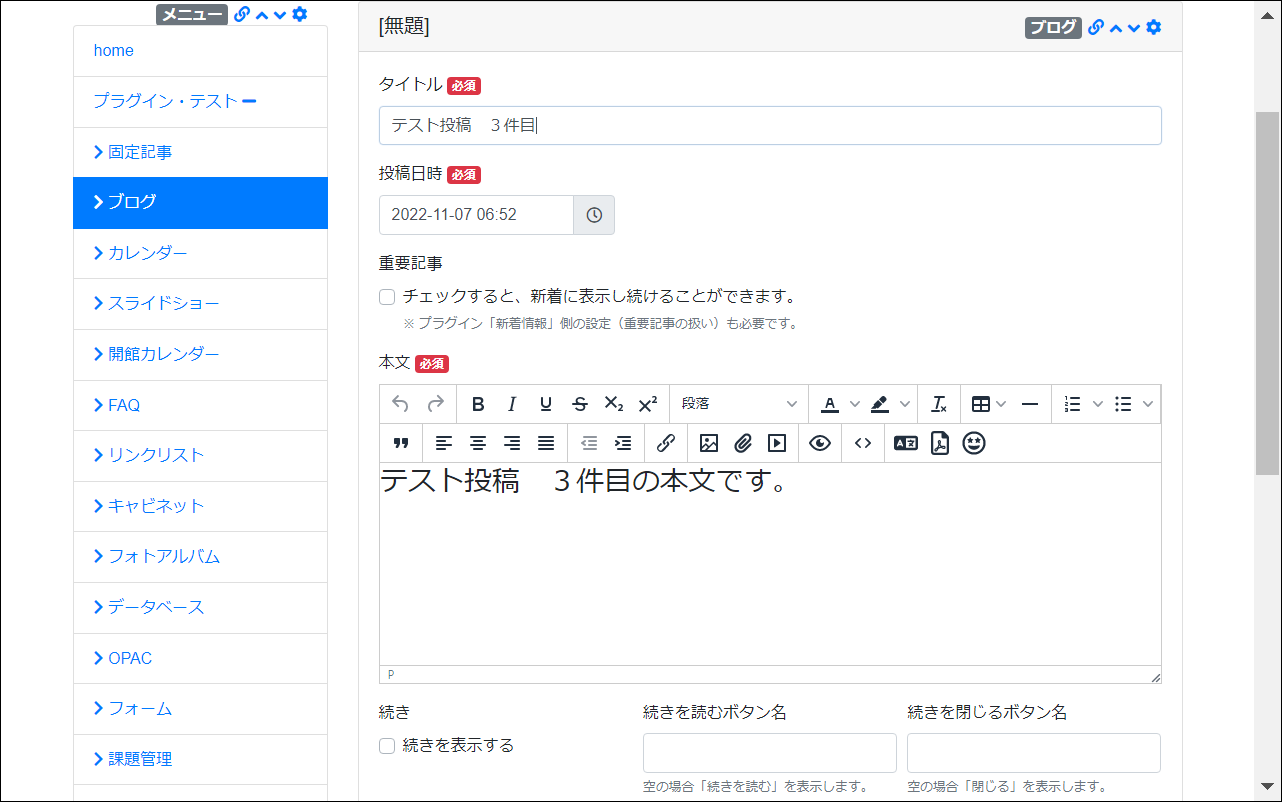 メニュー
home
プラグイン・テスト
固定記事
ブログ
カレンダー
スライドショー
開館カレンダー
FAQ
リンクリスト
キャビネット
フォトアルバム
データベース
OPAC
フォーム
課題管理
[無題]
ブログ
タイトル 必須
テスト投稿　３件目
投稿日時 必須
2022-11-07 06:52
重要記事
チェックすると、新着に表示し続けることができます。
※ プラグイン「新着情報」側の設定（重要記事の扱い）も必要です。
本文 必須
B I U S X₂ X² 段落 A
テスト投稿　３件目の本文です。
P
続き 続きを読むボタン名 続きを閉じるボタン名
続きを表示する
空の場合「続きを読む」を表示します。 空の場合「閉じる」を表示します。